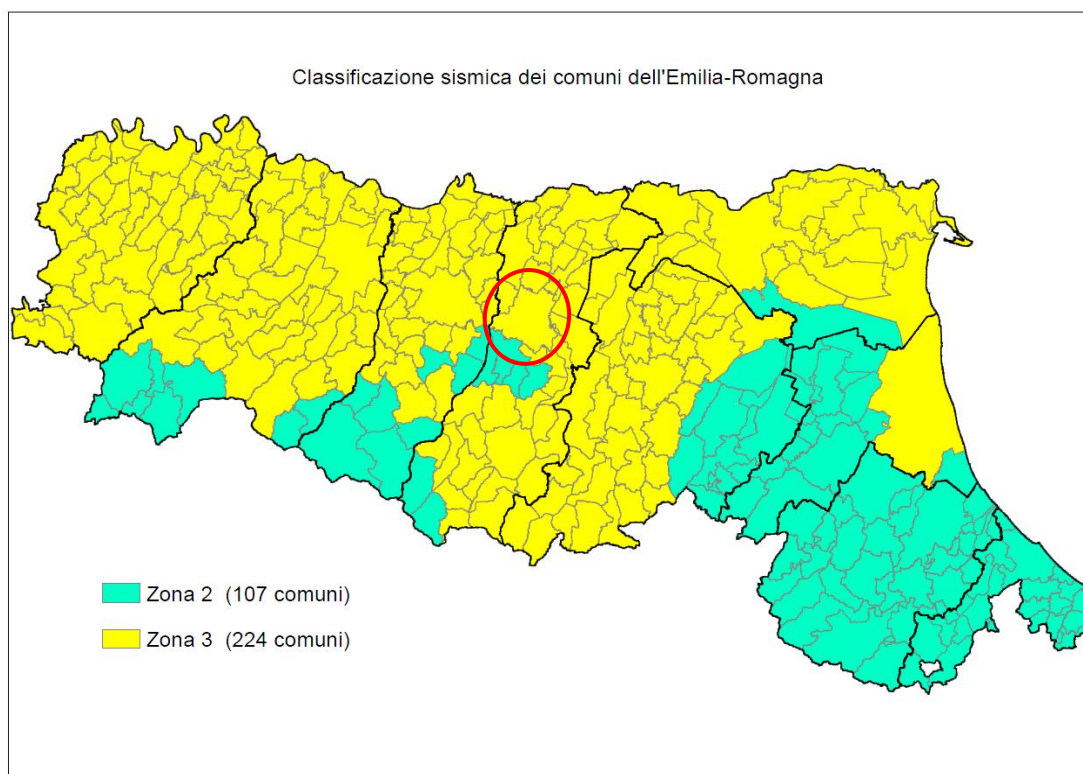 Classificazione sismica dei comuni dell'Emilia-Romagna
Zona 2 (107 comuni)
Zona 3 (224 comuni)